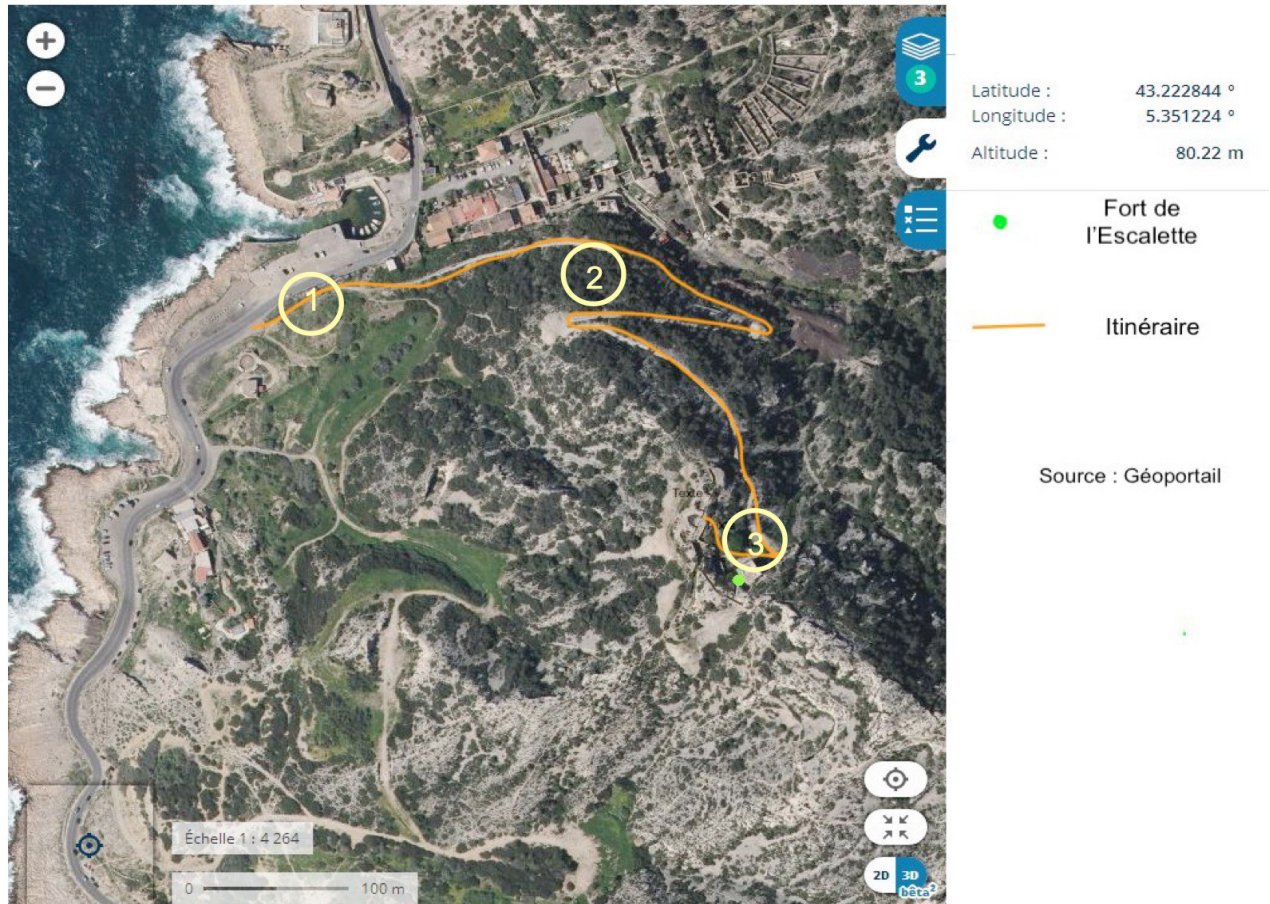 +
3
−
Latitude : 43.222844 °
Longitude : 5.351224 °
Altitude : 80.22 m
Fort de
l'Escalette
2
1
Itinéraire
Source : Géoportail
Texte
3
Échelle 1 : 4 264
0 100 m
2D 3D
bêta²